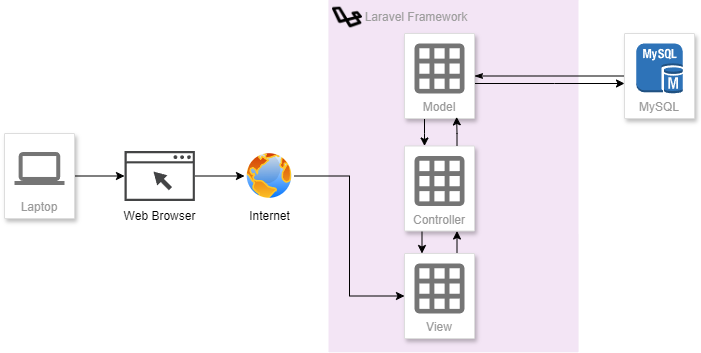 Laravel Framework
Model
MySQL
MySQL
M
Laptop
Web Browser
Internet
Controller
View